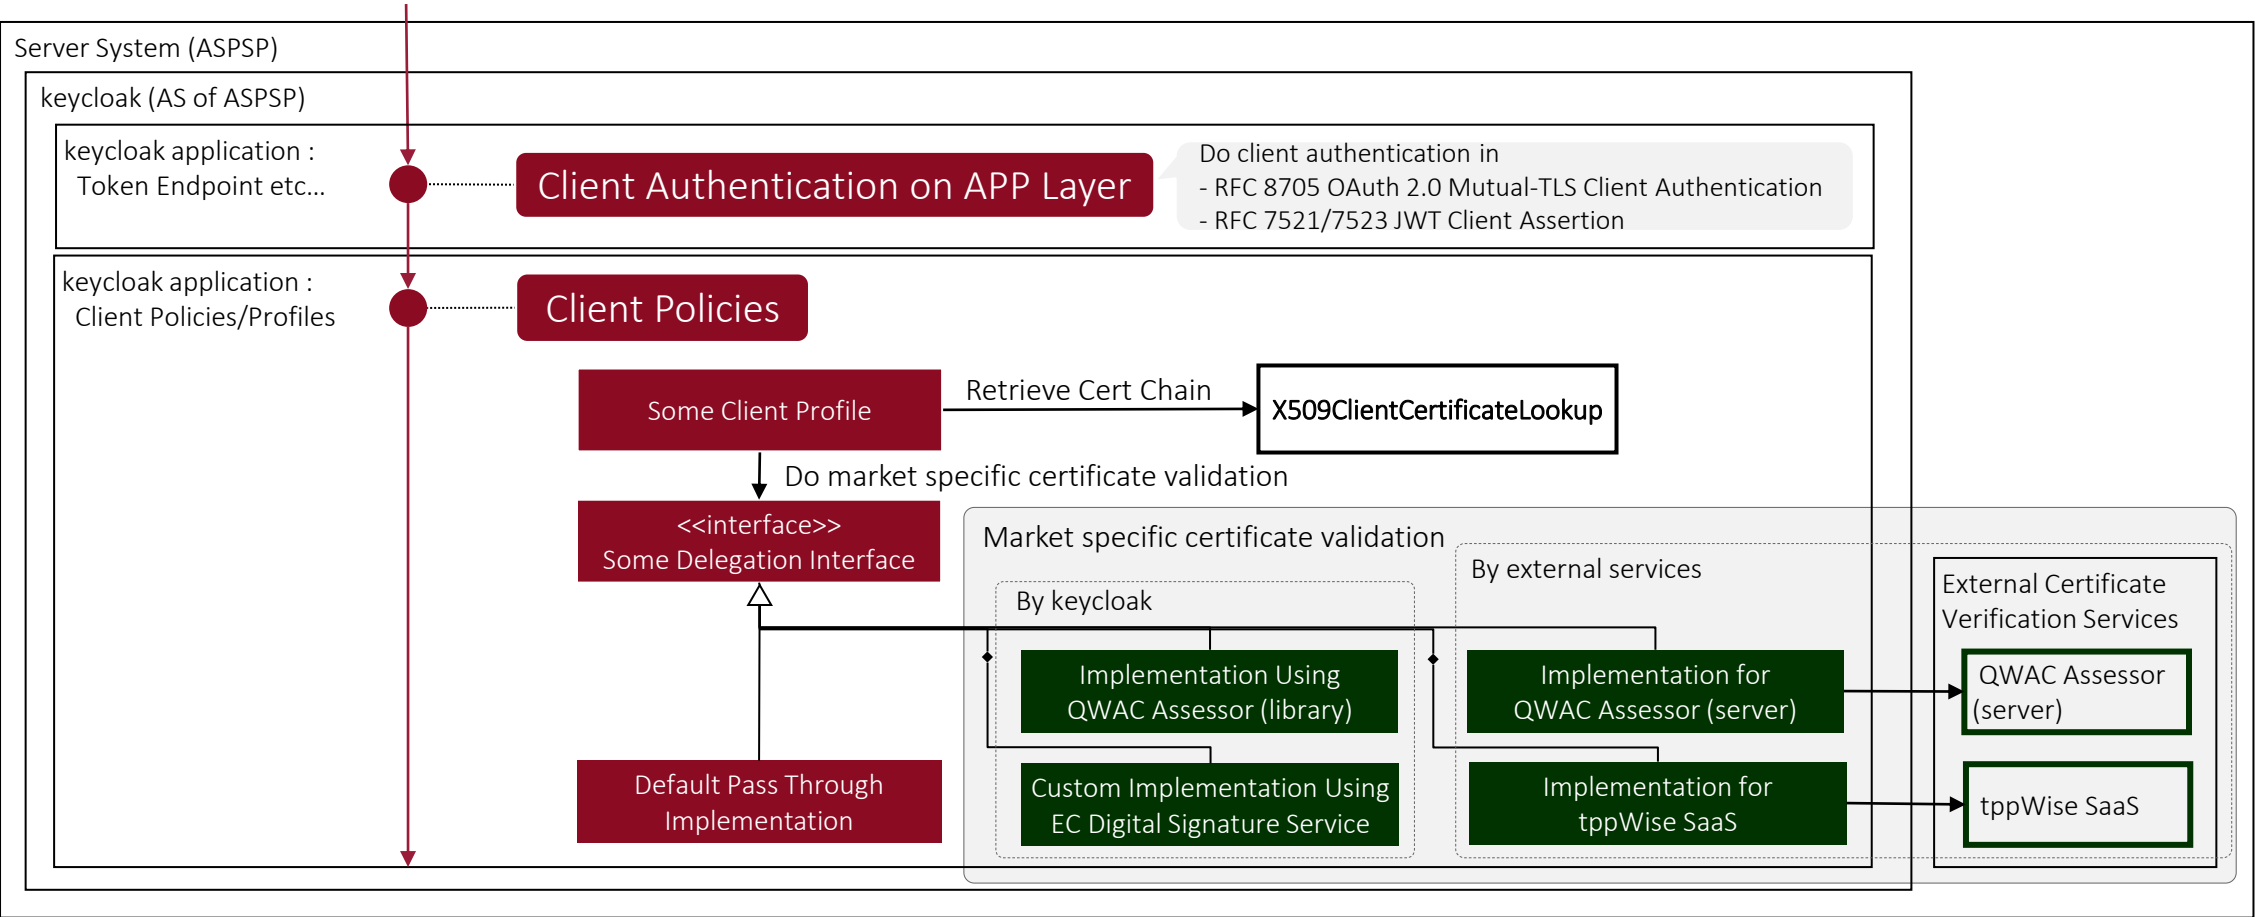 Server System (ASPSP)
keycloak (AS of ASPSP)
keycloak application :
Token Endpoint etc...
Client Authentication on APP Layer
Do client authentication in
- RFC 8705 OAuth 2.0 Mutual-TLS Client Authentication
- RFC 7521/7523 JWT Client Assertion
keycloak application :
Client Policies/Profiles
Client Policies
Some Client Profile
Retrieve Cert Chain
X509ClientCertificateLookup
Do market specific certificate validation
<<interface>>
Some Delegation Interface
Market specific certificate validation
By keycloak
By external services
External Certificate
Verification Services
Implementation Using
QWAC Assessor (library)
Implementation for
QWAC Assessor (server)
QWAC Assessor
(server)
Default Pass Through
Implementation
Custom Implementation Using
EC Digital Signature Service
Implementation for
tppWise SaaS
tppWise SaaS